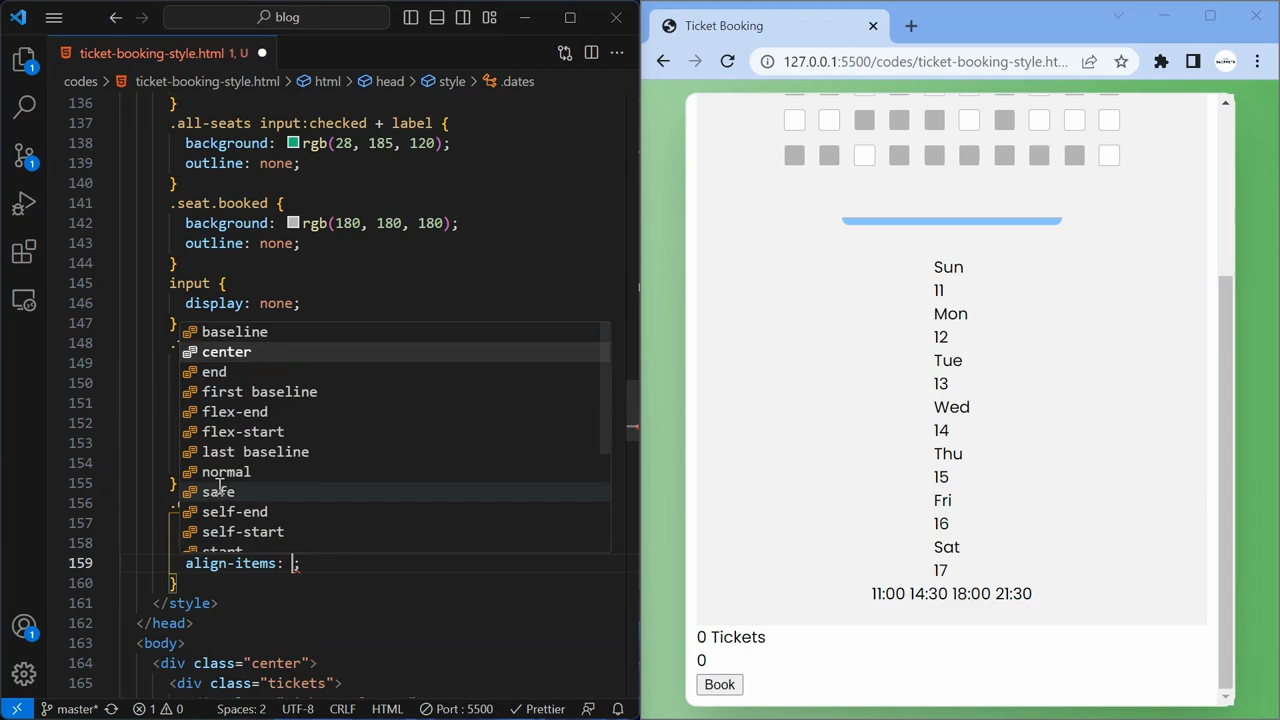 blog
Ticket Booking
ticket-booking-style.html 1, U
127.0.0.1:5500/codes/ticket-booking-style.ht...
codes > ticket-booking-style.html > html > head > style > .dates
136 }
137 .all-seats input:checked + label {
138 background: rgb(28, 185, 120);
139 outline: none;
140 }
141 .seat.booked {
142 background: rgb(180, 180, 180);
143 outline: none;
144 }
145 input {
146 display: none;
147 }
148
149
150
151
152
153
154
155 }
156
157
158
159 align-items: ;
160 }
161 </style>
162 </head>
163 <body>
164 <div class="center">
165 <div class="tickets">
baseline
center
end
first baseline
flex-end
flex-start
last baseline
normal
safe
self-end
self-start
start
Sun
11
Mon
12
Tue
13
Wed
14
Thu
15
Fri
16
Sat
17
11:00 14:30 18:00 21:30
0 Tickets
0
Book
1
1
1
master* 1 0 Spaces: 2 UTF-8 CRLF HTML Port : 5500 Prettier